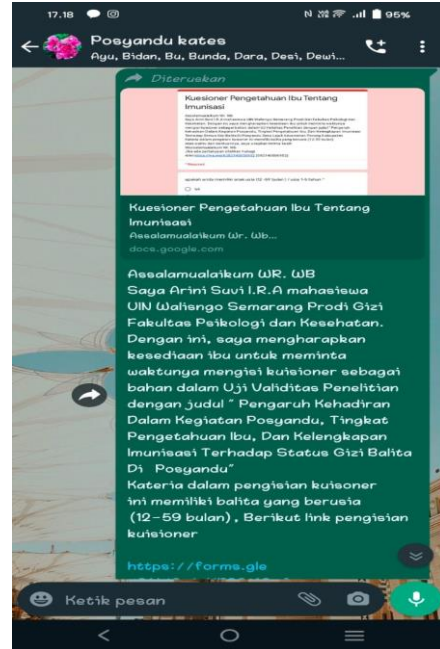 17.18
95%
Posyandu kates
Ayu, Bidan, Bu, Bunda, Dara, Desi, Dewi...
Diteruskan
Kuesioner Pengetahuan Ibu Tentang
Imunisasi
Kuesioner Pengetahuan Ibu Tentang
Imunisasi
Assalamualaikum Wr. Wb...
docs.google.com
Assalamualaikum WR. WB
Saya Arini Suvi I.R.A mahasiswa
UIN Walisngo Semarang Prodi Gizi
Fakultas Psikologi dan Kesehatan.
Dengan ini, saya mengharapkan
kesediaan ibu untuk meminta
waktunya mengisi kuisioner sebagai
bahan dalam Uji Validitas Penelitian
dengan judul " Pengaruh Kehadiran
Dalam Kegiatan Posyandu, Tingkat
Pengetahuan Ibu, Dan Kelengkapan
Imunisasi Terhadap Status Gizi Balita
Di Posyandu"
Kateria dalam pengisian kuisoner
ini memiliki balita yang berusia
(12-59 bulan) , Berikut link pengisian
kuisioner
https://forms.gle
Ketik pesan